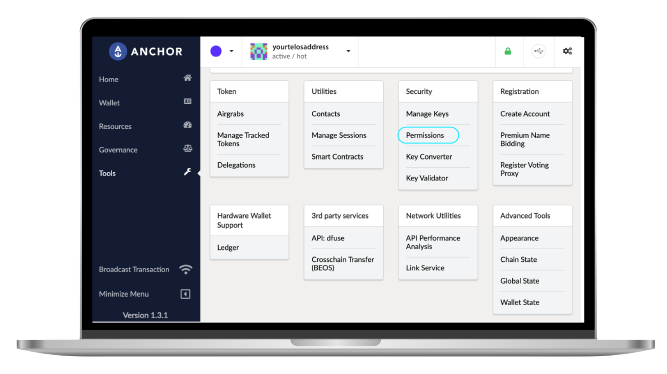 ANCHOR
yourtelosaddress
active / hot
Home
Wallet
Resources
Governance
Tools
Broadcast Transaction
Minimize Menu
Version 1.3.1
Token
Airgrabs
Manage Tracked
Tokens
Delegations
Utilities
Contacts
Manage Sessions
Smart Contracts
Security
Manage Keys
Permissions
Key Converter
Key Validator
Registration
Create Account
Premium Name
Bidding
Register Voting
Proxy
Hardware Wallet
Support
Ledger
3rd party services
API: dfuse
Crosschain Transfer
(BEOS)
Network Utilities
API Performance
Analysis
Link Service
Advanced Tools
Appearance
Chain State
Global State
Wallet State